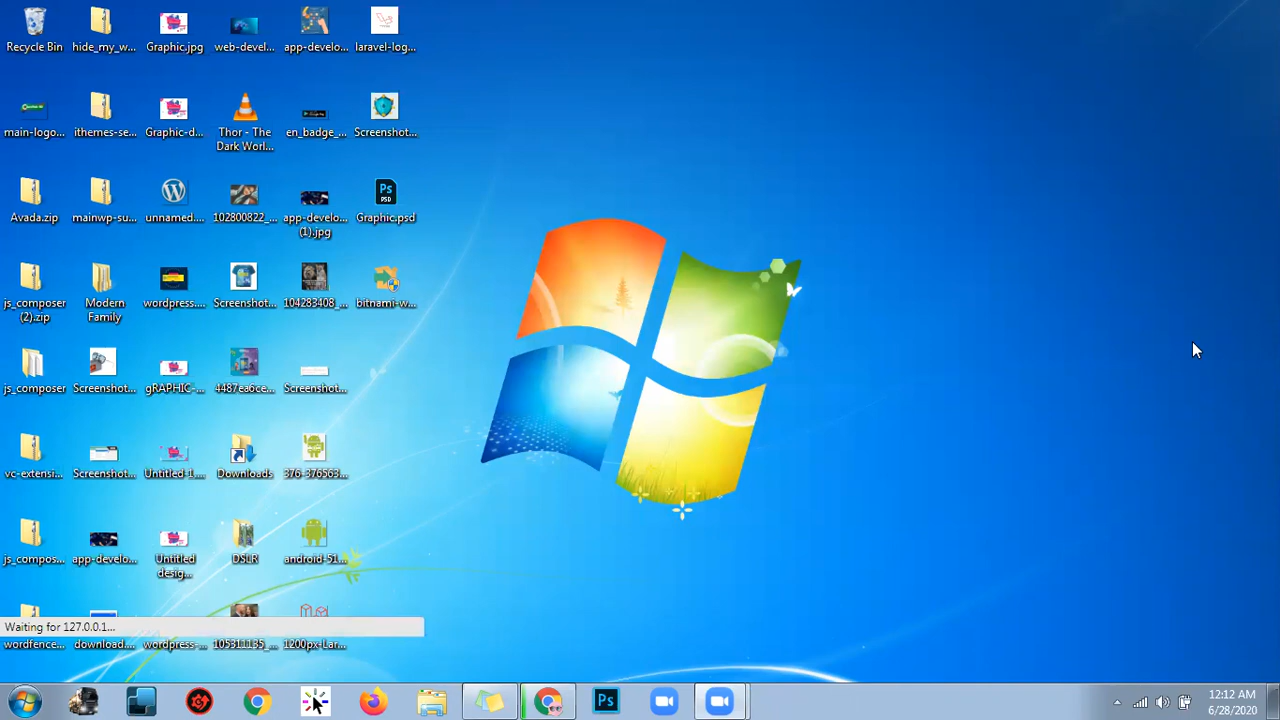 Recycle Bin
hide_my_w...
Graphic.jpg
web-devel...
app-develo...
laravel-log...
main-logo...
ithemes-se...
Graphic-d...
Thor - The
Dark Worl...
en_badge_...
Screenshot...
Avada.zip
mainwp-su...
unnamed....
102800822_...
app-develo...
(1).jpg
Ps
PSD
Graphic.psd
js_composer
(2).zip
Modern
Family
wordpress....
Screenshot...
104283408_...
bitnami-w...
js_composer
Screenshot...
gRAPHIC-...
4487ea6ce...
Screenshot...
vc-extensi...
Screenshot...
Untitled-1....
Downloads
376-376563...
js_compos...
app-develo...
Untitled
desig...
DSLR
android-51...
Waiting for 127.0.0.1...
wordfence...
download....
wordpress-...
105311135_...
1200px-Lar...
Ps
12:12 AM
6/28/2020